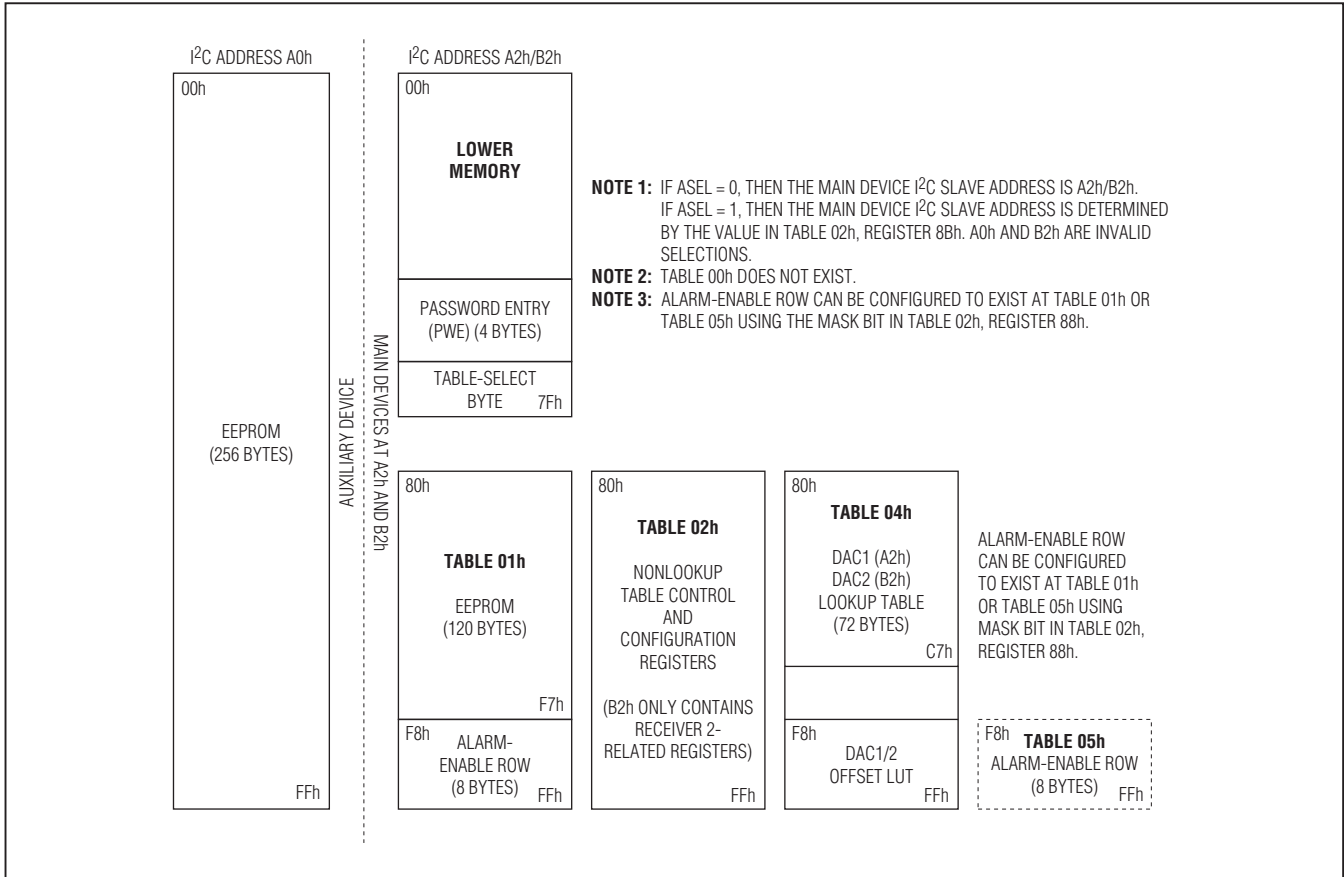 I2C ADDRESS A0h
00h
EEPROM
(256 BYTES)
FFh
AUXILIARY DEVICE
MAIN DEVICES AT A2h AND B2h
I2C ADDRESS A2h/B2h
00h
LOWER
MEMORY
PASSWORD ENTRY
(PWE) (4 BYTES)
TABLE-SELECT
BYTE 7Fh
NOTE 1: IF ASEL = 0, THEN THE MAIN DEVICE I2C SLAVE ADDRESS IS A2h/B2h.
IF ASEL = 1, THEN THE MAIN DEVICE I2C SLAVE ADDRESS IS DETERMINED
BY THE VALUE IN TABLE 02h, REGISTER 8Bh. A0h AND B2h ARE INVALID
SELECTIONS.
NOTE 2: TABLE 00h DOES NOT EXIST.
NOTE 3: ALARM-ENABLE ROW CAN BE CONFIGURED TO EXIST AT TABLE 01h OR
TABLE 05h USING THE MASK BIT IN TABLE 02h, REGISTER 88h.
80h
TABLE 01h
EEPROM
(120 BYTES)
F7h
F8h
ALARM-
ENABLE ROW
(8 BYTES)
FFh
80h
TABLE 02h
NONLOOKUP
TABLE CONTROL
AND
CONFIGURATION
REGISTERS
(B2h ONLY CONTAINS
RECEIVER 2-
RELATED REGISTERS)
FFh
80h
TABLE 04h
DAC1 (A2h)
DAC2 (B2h)
LOOKUP TABLE
(72 BYTES)
C7h
F8h
DAC1/2
OFFSET LUT
FFh
ALARM-ENABLE ROW
CAN BE CONFIGURED
TO EXIST AT TABLE 01h
OR TABLE 05h USING
MASK BIT IN TABLE 02h,
REGISTER 88h.
F8h
TABLE 05h
ALARM-ENABLE ROW
(8 BYTES)
FFh